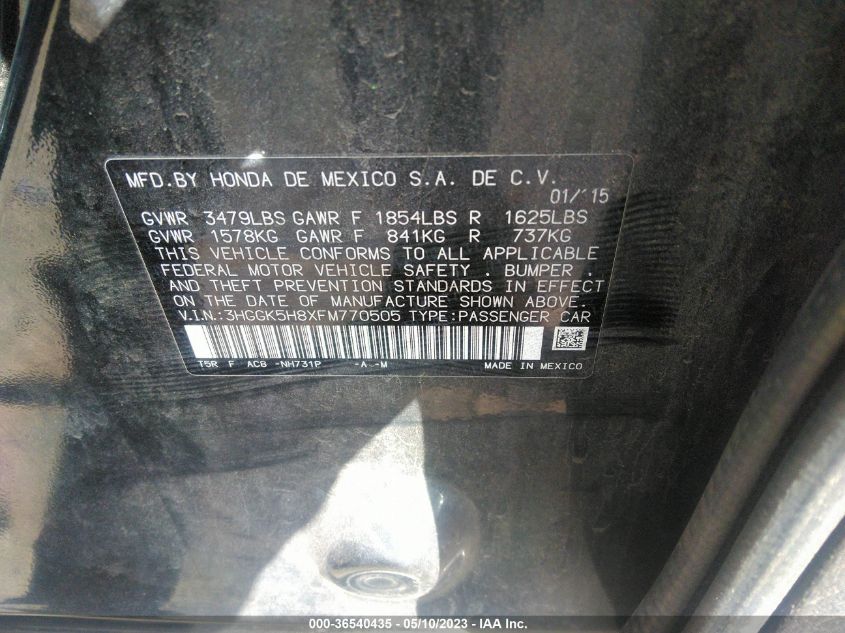 MFD.BY HONDA DE MEXICO S.A. DE C.V.
01/'15
GVWR 3479LBS GAWR F 1854LBS R 1625LBS
GVWR 1578KG GAWR F 841KG R 737KG
THIS VEHICLE CONFORMS TO ALL APPLICABLE
FEDERAL MOTOR VEHICLE SAFETY . BUMPER .
AND THEFT PREVENTION STANDARDS IN EFFECT
ON THE DATE OF MANUFACTURE SHOWN ABOVE.
V.I.N.:3HGGK5H8XFM770505 TYPE:PASSENGER CAR
T5R F ACB -NH731P -A -M MADE IN MEXICO
000-36540435 - 05/10/2023 - IAA Inc.